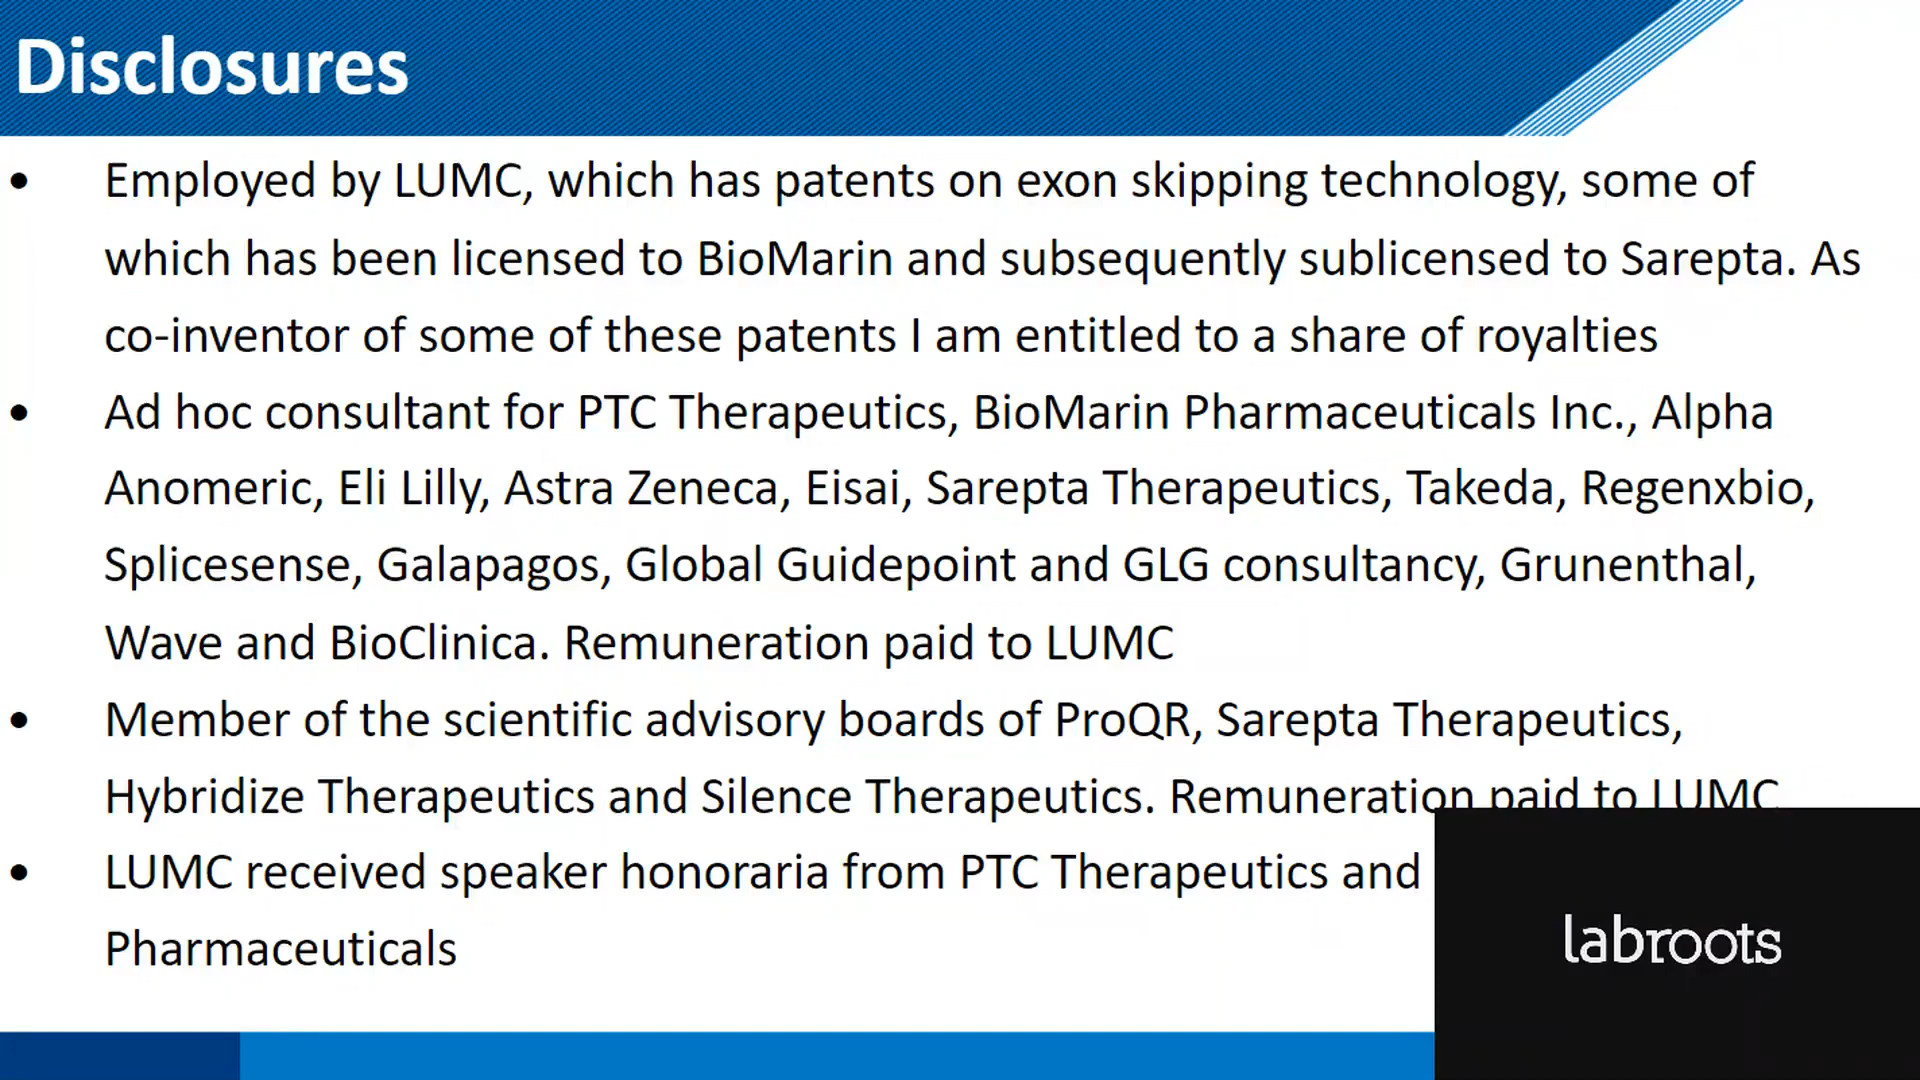 Disclosures
• Employed by LUMC, which has patents on exon skipping technology, some of
which has been licensed to BioMarin and subsequently sublicensed to Sarepta. As
co-inventor of some of these patents I am entitled to a share of royalties
• Ad hoc consultant for PTC Therapeutics, BioMarin Pharmaceuticals Inc., Alpha
Anomeric, Eli Lilly, Astra Zeneca, Eisai, Sarepta Therapeutics, Takeda, Regenxbio,
Splicesense, Galapagos, Global Guidepoint and GLG consultancy, Grunenthal,
Wave and BioClinica. Remuneration paid to LUMC
• Member of the scientific advisory boards of ProQR, Sarepta Therapeutics,
Hybridize Therapeutics and Silence Therapeutics. Remuneration paid to LUMC
• LUMC received speaker honoraria from PTC Therapeutics and
Pharmaceuticals
labroots